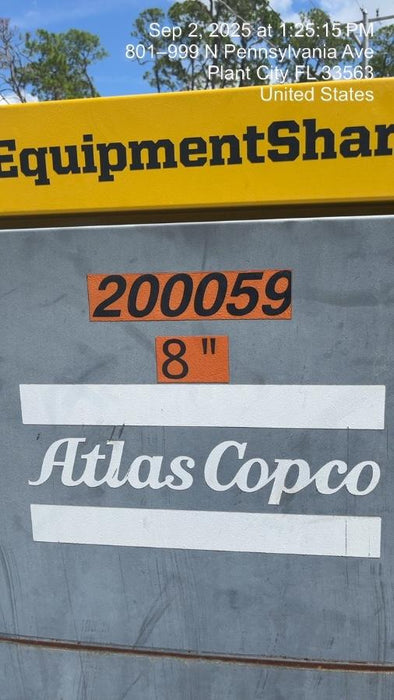 Sep 2, 2025 at 1:25:15 PM
801–999 N Pennsylvania Ave
Plant City FL 33563
United States
EquipmentShar
200059
8 "
Atlas Copco